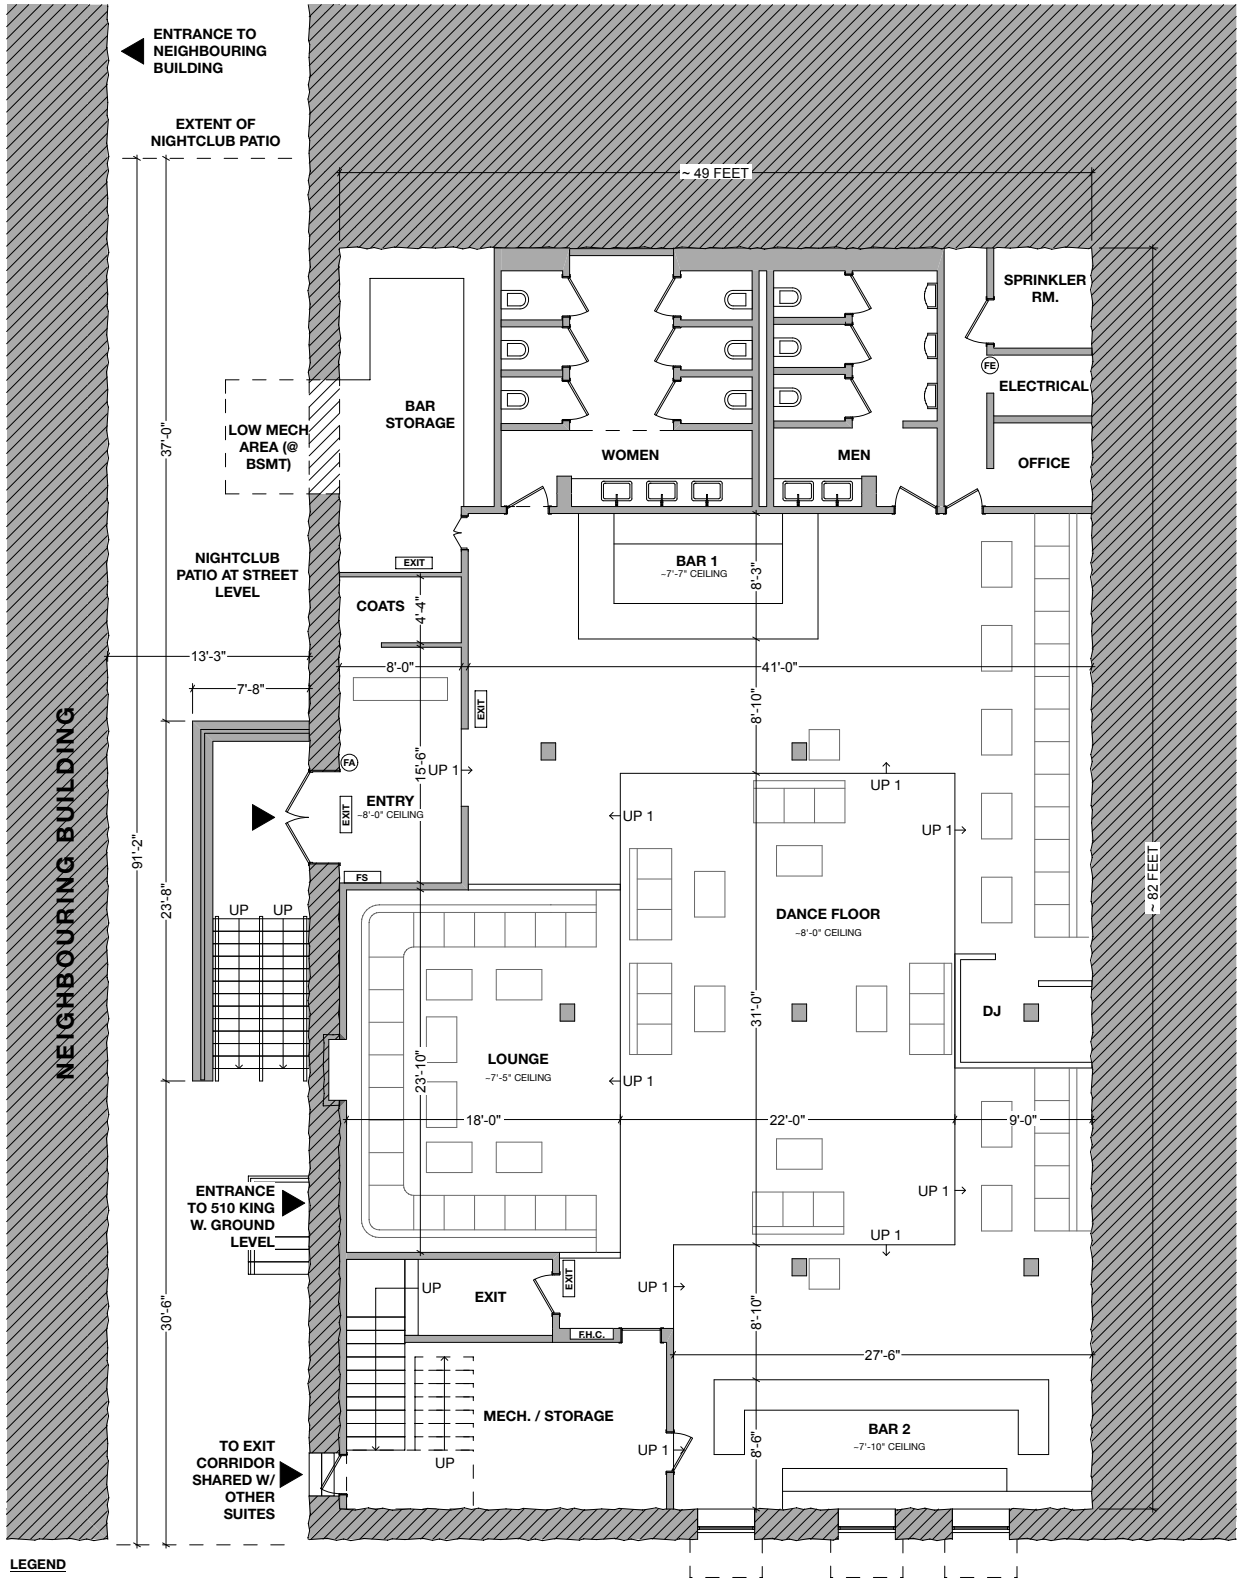 ENTRANCE TO
NEIGHBOURING
BUILDING
EXTENT OF
NIGHTCLUB PATIO
~ 49 FEET
SPRINKLER
RM.
FE
ELECTRICAL
BAR
STORAGE
37'-0"
LOW MECH
AREA (@
BSMT)
WOMEN
MEN
OFFICE
NIGHTCLUB
PATIO AT STREET
LEVEL
EXIT
BAR 1
~7'-7" CEILING
8'-3"
COATS
4'-4"
13'-3"
8'-0"
41'-0"
7'-8"
EXIT
8'-10"
NEIGHBOURING BUILDING
FA
15'-6"
UP 1
UP 1
ENTRY
~8'-0" CEILING
EXIT
UP 1
UP 1
91'-2"
~ 82 FEET
FS
23'-8"
UP
UP
DANCE FLOOR
~8'-0" CEILING
DJ
31'-0"
LOUNGE
~7'-5" CEILING
23'-10"
UP 1
18'-0"
22'-0"
9'-0"
ENTRANCE
TO 510 KING
W. GROUND
LEVEL
UP 1
UP 1
EXIT
UP
EXIT
UP 1
30'-6"
8'-10"
F.H.C.
27'-6"
MECH. / STORAGE
BAR 2
~7'-10" CEILING
8'-6"
UP 1
UP
TO EXIT
CORRIDOR
SHARED W/
OTHER
SUITES
LEGEND